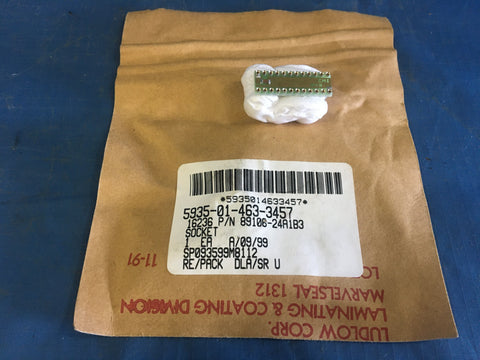 *5935014633457*
5935-01-463-3457
16236 P/N 89106-24A1B3
SOCKET
1 EA A/09/99
SP093599M8112
RE/PACK DLA/SR U
11-91
MARVELSEAL 1312
LAMINATING & COATING DIVISION
LUDLOW CORP.